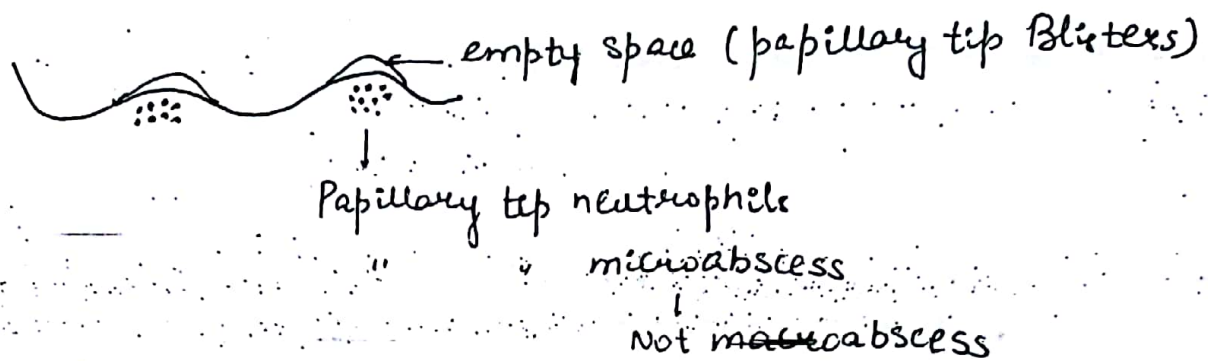 empty space (papillary tip Blisters)
Papillary tip neutrophils
" " microabscess
Not macroabscess